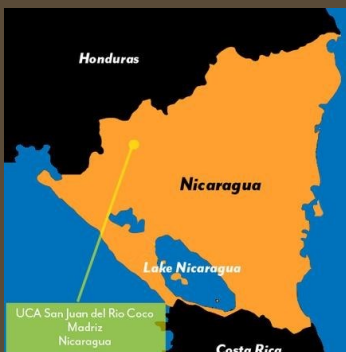 Honduras
Nicaragua
Lake Nicaragua
UCA San Juan del Rio Coco
Madriz
Nicaragua
Costa Rica